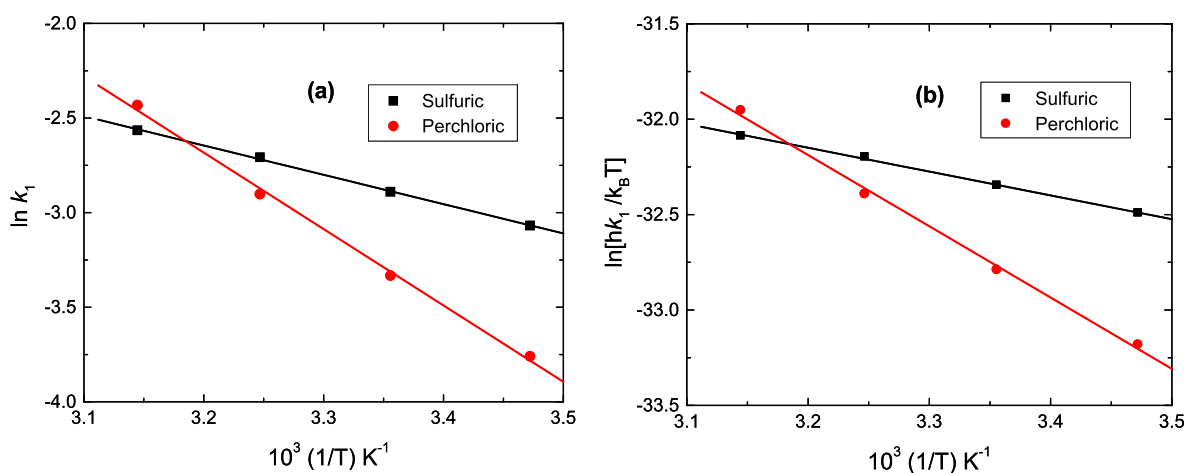 -2.0
-2.5
-3.0
-3.5
-4.0
ln k₁
(a)
Sulfuric
Perchloric
3.1 3.2 3.3 3.4 3.5
10³ (1/T) K⁻¹
-31.5
-32.0
-32.5
-33.0
-33.5
ln[hk₁ /k_BT]
(b)
Sulfuric
Perchloric
3.1 3.2 3.3 3.4 3.5
10³ (1/T) K⁻¹